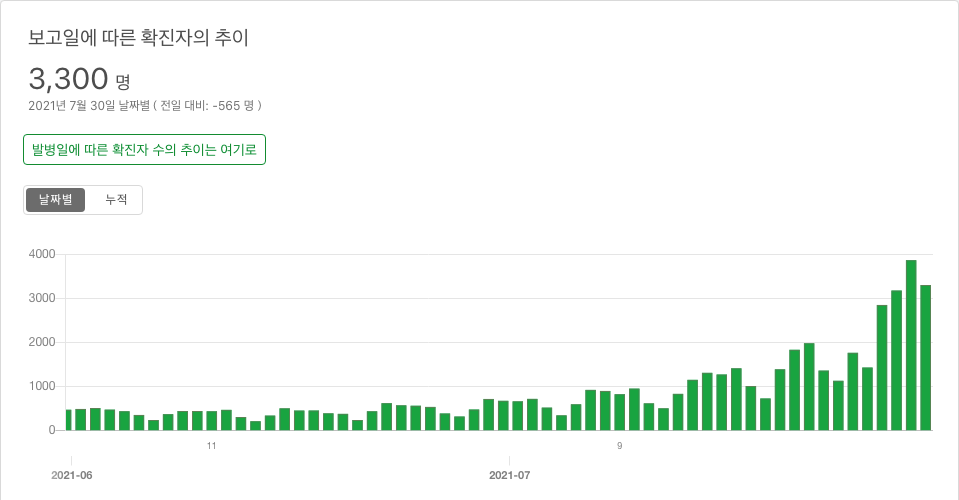 보고일에 따른 확진자의 추이
3,300 명
2021년 7월 30일 날짜별 ( 전일 대비: -565 명 )
발병일에 따른 확진자 수의 추이는 여기로
날짜별 누적
4000
3000
2000
1000
0
11 9
2021-06 2021-07